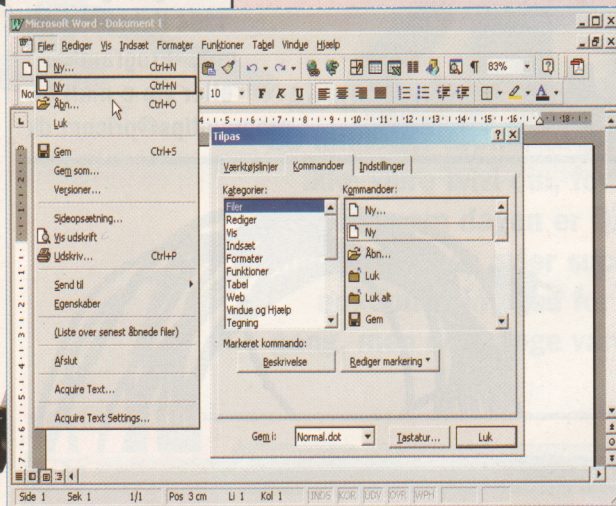 Microsoft Word - Dokument 1
Filer Rediger Vis Indsæt Formater Funktioner Tabel Vindue Hjælp
83%
10 F K U
Ny... Ctrl+N
Ny Ctrl+N
Åbn... Ctrl+O
Luk
Gem Ctrl+S
Gem som...
Versioner...
Sideopsætning...
Vis udskrift
Udskriv... Ctrl+P
Send til
Egenskaber
(Liste over senest åbnede filer)
Afslut
Acquire Text...
Acquire Text Settings...
Tilpas
Værktøjslinjer Kommandoer Indstillinger
Kategorier:
Filer
Rediger
Vis
Indsæt
Formater
Funktioner
Tabel
Web
Vindue og Hjælp
Tegning
Kommandoer:
Ny...
Ny
Åbn...
Luk
Luk alt
Gem
Markeret kommando:
Beskrivelse Rediger markering
Gem i: Normal.dot Tastatur... Luk
Side 1 Sek 1 1/1 Pos 3 cm Li 1 Kol 1 INDS KOR UDV OVR WPH